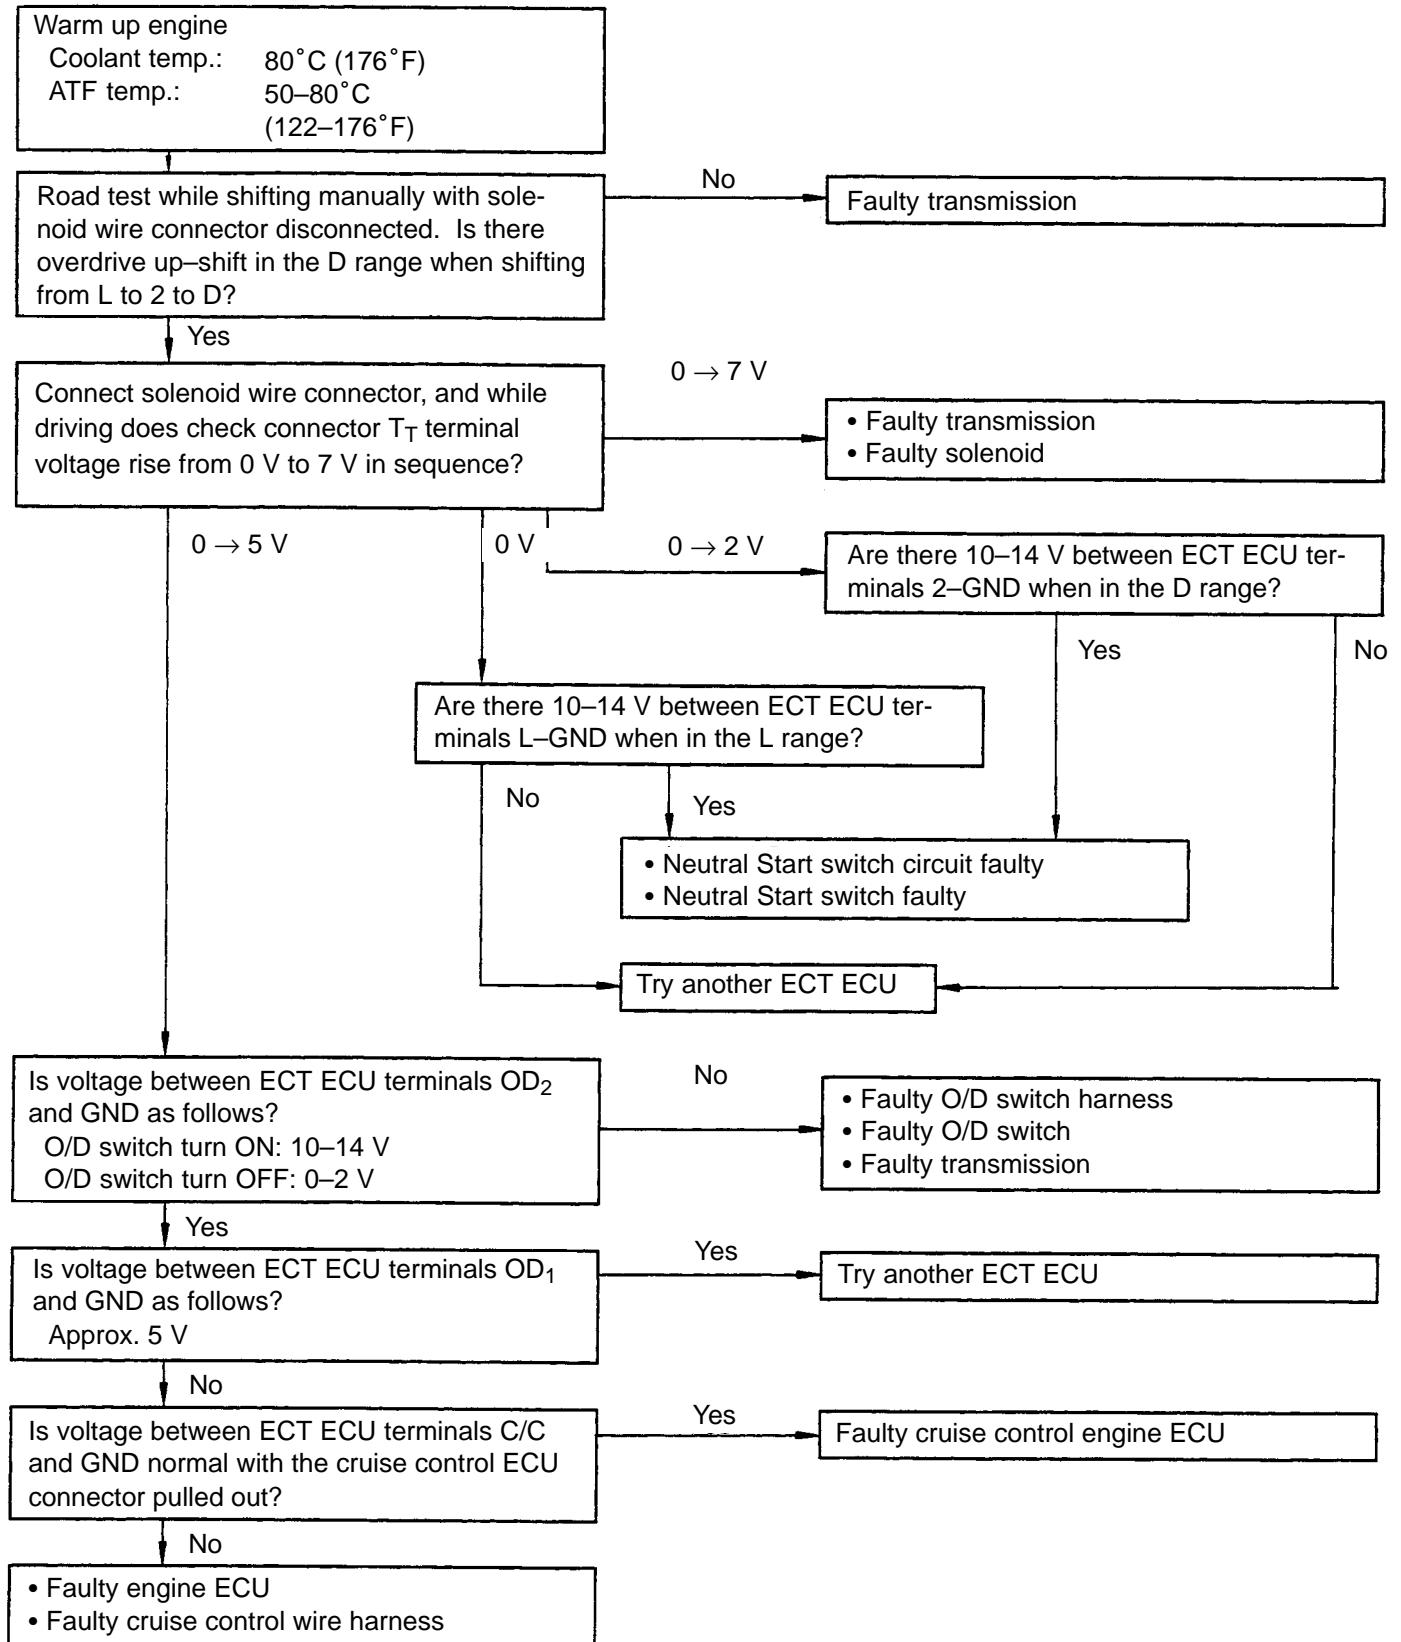 Warm up engine
Coolant temp.: 80˚C (176˚F)
ATF temp.: 50–80˚C
(122–176˚F)
Road test while shifting manually with sole-
noid wire connector disconnected. Is there
overdrive up–shift in the D range when shifting
from L to 2 to D?
No
Faulty transmission
Yes
Connect solenoid wire connector, and while
driving does check connector TT terminal
voltage rise from 0 V to 7 V in sequence?
0 → 7 V
• Faulty transmission
• Faulty solenoid
0 → 5 V
0 V
0 → 2 V
Are there 10–14 V between ECT ECU ter-
minals 2–GND when in the D range?
Yes
No
Are there 10–14 V between ECT ECU ter-
minals L–GND when in the L range?
No
Yes
• Neutral Start switch circuit faulty
• Neutral Start switch faulty
Try another ECT ECU
Is voltage between ECT ECU terminals OD2
and GND as follows?
O/D switch turn ON: 10–14 V
O/D switch turn OFF: 0–2 V
No
• Faulty O/D switch harness
• Faulty O/D switch
• Faulty transmission
Yes
Is voltage between ECT ECU terminals OD1
and GND as follows?
Approx. 5 V
Yes
Try another ECT ECU
No
Is voltage between ECT ECU terminals C/C
and GND normal with the cruise control ECU
connector pulled out?
Yes
Faulty cruise control engine ECU
No
• Faulty engine ECU
• Faulty cruise control wire harness